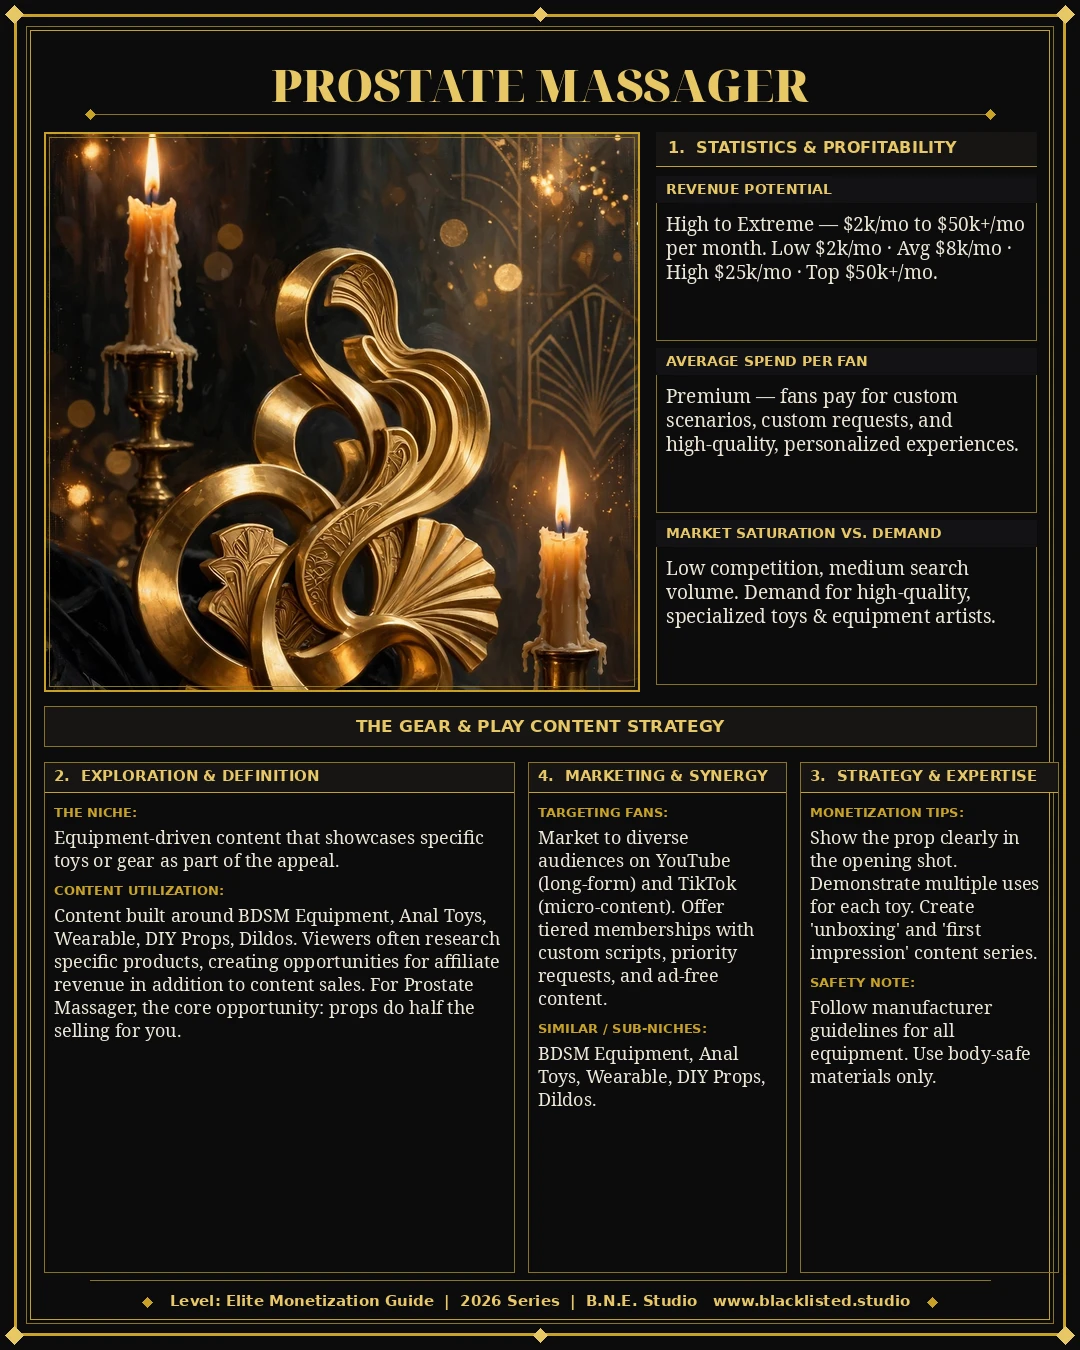 PROSTATE MASSAGER
1. STATISTICS & PROFITABILITY
REVENUE POTENTIAL
High to Extreme — $2k/mo to $50k+/mo
per month. Low $2k/mo · Avg $8k/mo ·
High $25k/mo · Top $50k+/mo.
AVERAGE SPEND PER FAN
Premium — fans pay for custom
scenarios, custom requests, and
high-quality, personalized experiences.
MARKET SATURATION VS. DEMAND
Low competition, medium search
volume. Demand for high-quality,
specialized toys & equipment artists.
THE GEAR & PLAY CONTENT STRATEGY
2. EXPLORATION & DEFINITION
THE NICHE:
Equipment-driven content that showcases specific
toys or gear as part of the appeal.
CONTENT UTILIZATION:
Content built around BDSM Equipment, Anal Toys,
Wearable, DIY Props, Dildos. Viewers often research
specific products, creating opportunities for affiliate
revenue in addition to content sales. For Prostate
Massager, the core opportunity: props do half the
selling for you.
4. MARKETING & SYNERGY
TARGETING FANS:
Market to diverse
audiences on YouTube
(long-form) and TikTok
(micro-content). Offer
tiered memberships with
custom scripts, priority
requests, and ad-free
content.
SIMILAR / SUB-NICHES:
BDSM Equipment, Anal
Toys, Wearable, DIY Props,
Dildos.
3. STRATEGY & EXPERTISE
MONETIZATION TIPS:
Show the prop clearly in
the opening shot.
Demonstrate multiple uses
for each toy. Create
'unboxing' and 'first
impression' content series.
SAFETY NOTE:
Follow manufacturer
guidelines for all
equipment. Use body-safe
materials only.
Level: Elite Monetization Guide | 2026 Series | B.N.E. Studio www.blacklisted.studio